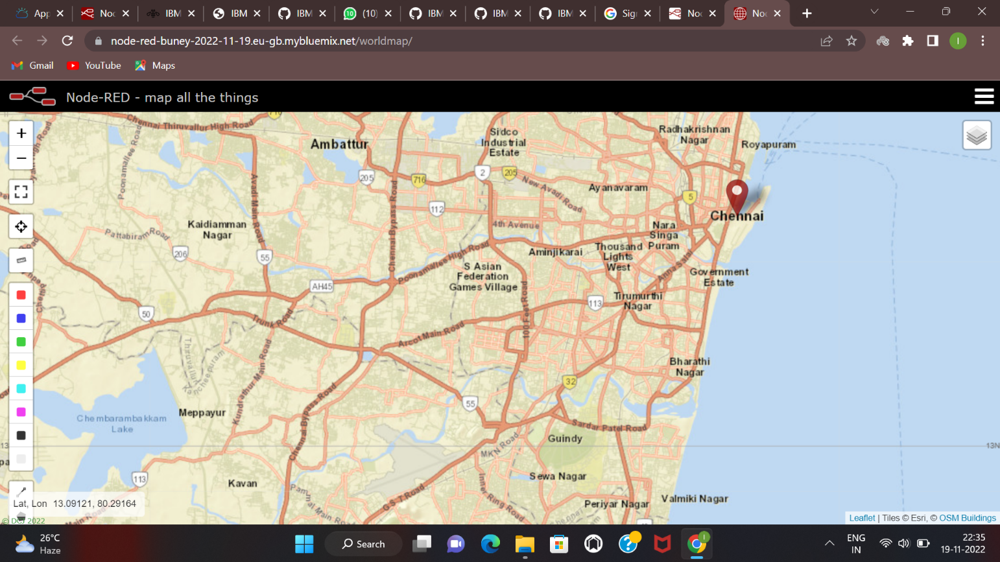 App
Noc
IBM
IBM
IBM
(10)
IBM
IBM
IBM
Sig
Noc
Noc
node-red-buney-2022-11-19.eu-gb.mybluemix.net/worldmap/
I
Gmail
YouTube
Maps
Node-RED - map all the things
Chennai Thiruvallur High Road
Poonamallee Road
Avadi Main Road
Ambattur
Sidco
Industrial
Estate
Radhakrishnan
Nagar
Royapuram
205
716
2
205
New Avadi Road
Ayanavaram
5
112
Chennai Bypass Road
4th Avenue
Chennai
Kaidiamman
Nagar
Pattabiram Road
206
55
Nara
Singa
Puram
Aminjikarai
Thousand
Lights
West
Anna Salai
Poonamallee High Road
S Asian
Federation
Games Village
Government
Estate
AH45
50
Trunk Road
113
Tirumurthi
Nagar
100 Feet Road
Arcot Main Road
Thiruvallur
Kancheepuram
Kundrathur Main Road
Bharathi
Nagar
32
55
Chembarambakkam
Lake
Meppayur
Chennai Bypass Road
Sardar Patel Road
Guindy
MKN Road
13N
113
Kavan
Sewa Nagar
G S T Road
Inner Ring Road
Periyar Nagar
Valmiki Nagar
Lat, Lon 13.09121, 80.29164
© DCJ 2022
Main Road
Leaflet | Tiles © Esri, © OSM Buildings
26°C
Haze
Search
ENG
IN
22:35
19-11-2022